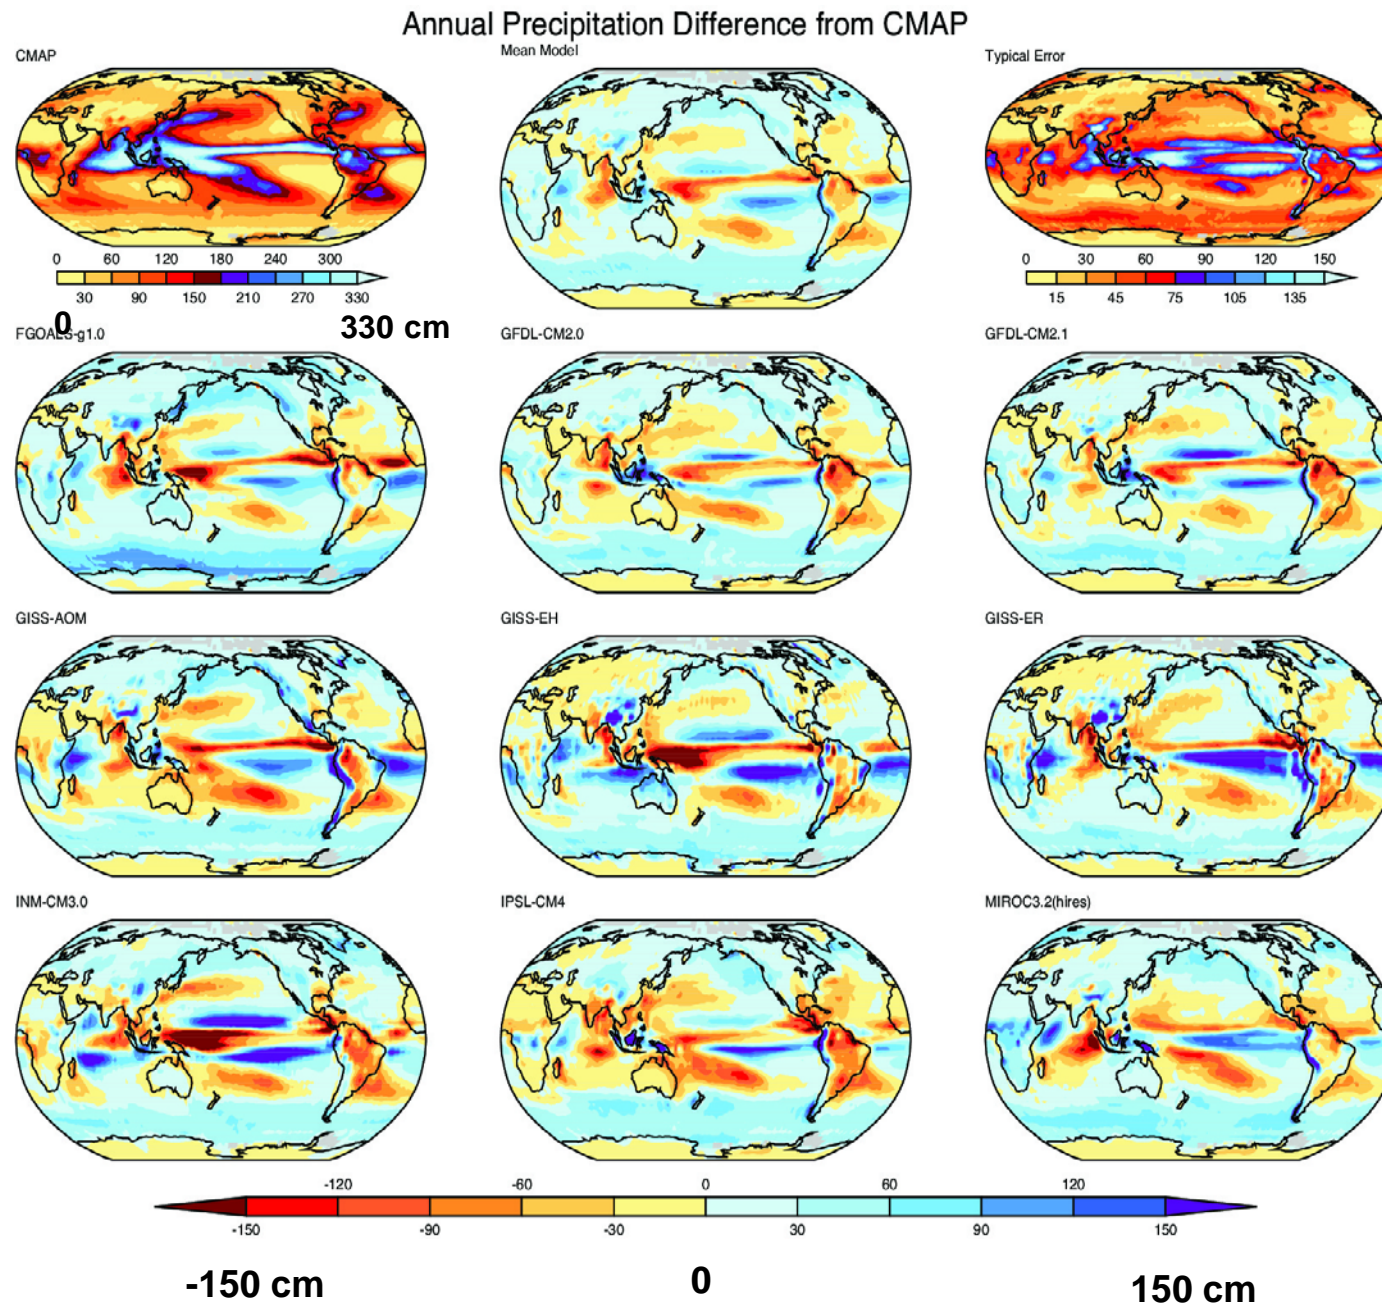 Annual Precipitation Difference from CMAP
CMAP
Mean Model
Typical Error
0 60 120 180 240 300
30 90 150 210 270 330
0 330 cm
0 30 60 90 120 150
15 45 75 105 135
FGOALS-g1.0
GFDL-CM2.0
GFDL-CM2.1
GISS-AOM
GISS-EH
GISS-ER
INM-CM3.0
IPSL-CM4
MIROC3.2(hires)
-120 -60 0 60 120
-150 -90 -30 30 90 150
-150 cm 0 150 cm